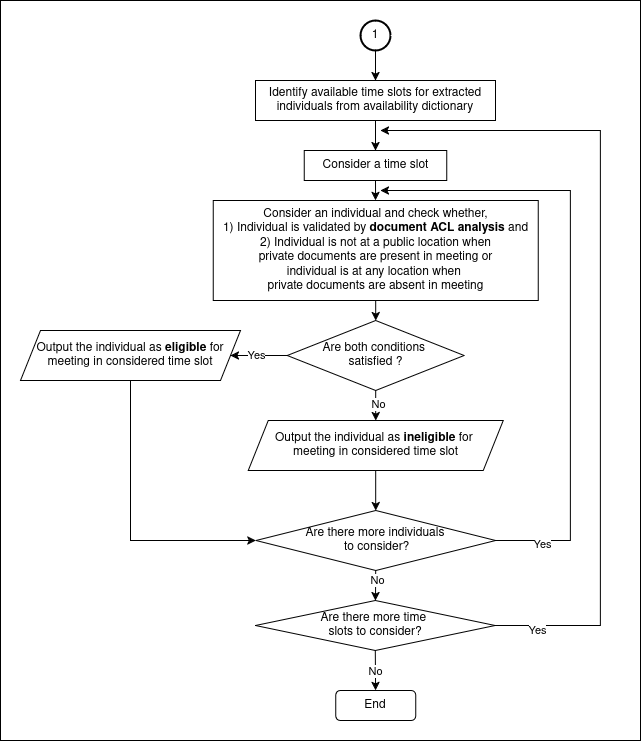 1
Identify available time slots for extracted
individuals from availability dictionary
Consider a time slot
Consider an individual and check whether,
1) Individual is validated by document ACL analysis and
2) Individual is not at a public location when
private documents are present in meeting or
individual is at any location when
private documents are absent in meeting
Are both conditions
satisfied ?
Yes
Output the individual as eligible for
meeting in considered time slot
No
Output the individual as ineligible for
meeting in considered time slot
Are there more individuals
to consider?
Yes
No
Are there more time
slots to consider?
Yes
No
End